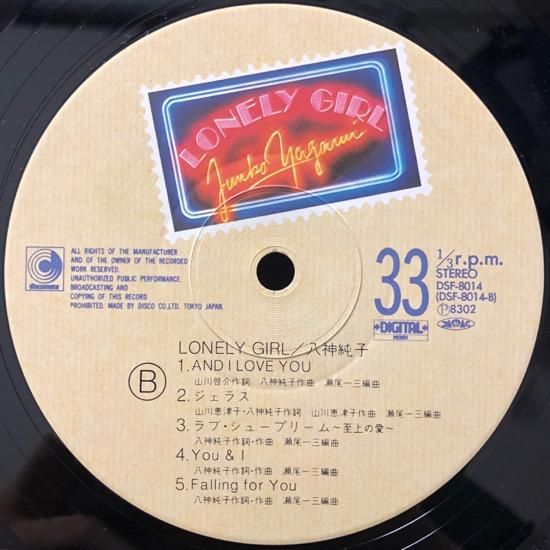 LONELY GIRL
Junko Yagami
discomate
ALL RIGHTS OF THE MANUFACTURER
AND OF THE OWNER OF THE RECORDED
WORK RESERVED.
UNAUTHORIZED PUBLIC PERFORMANCE,
BROADCASTING AND
COPYING OF THIS RECORD
PROHIBITED. MADE BY DISCO CO.,LTD. TOKYO JAPAN.
33 1/3 r.p.m.
STEREO
DSF-8014
(DSF-8014-B)
Ⓟ8302
DIGITAL
LONELY GIRL/八神純子
Ⓑ
1.AND I LOVE YOU
山川啓介作詞 八神純子作曲 瀬尾一三編曲
2.ジェラス
山川恵津子・八神純子作詞 山川恵津子作曲 瀬尾一三編曲
3.ラブ・シュープリーム〜至上の愛〜
八神純子作詞・作曲 瀬尾一三編曲
4.You & I
八神純子作詞・作曲 瀬尾一三編曲
5.Falling for You
八神純子作詞・作曲 瀬尾一三編曲